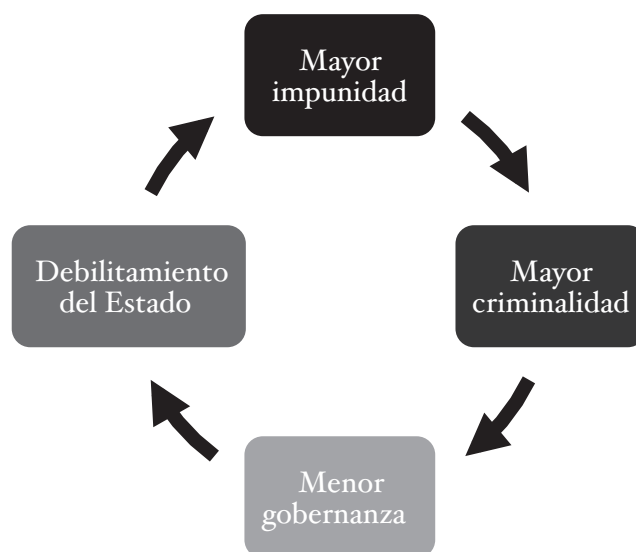 Mayor
impunidad
Mayor
criminalidad
Menor
gobernanza
Debilitamiento
del Estado